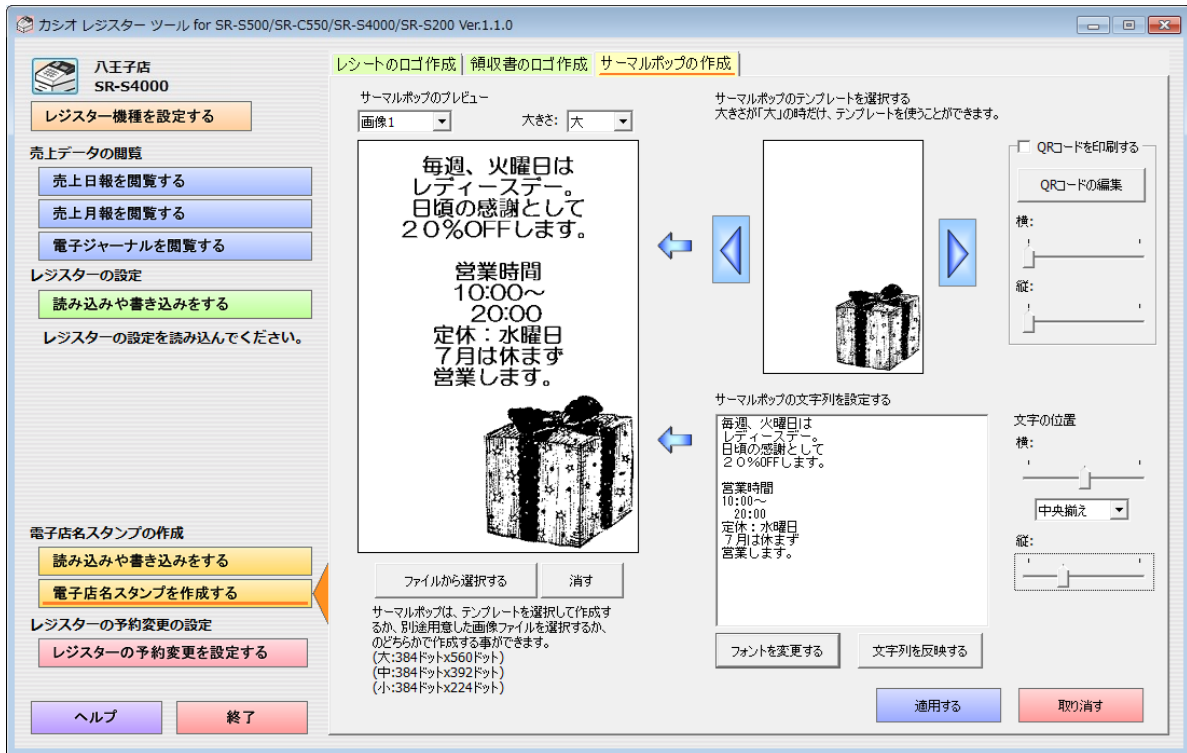 カシオ レジスター ツール for SR-S500/SR-C550/SR-S4000/SR-S200 Ver.1.1.0
八王子店
SR-S4000
レジスター機種を設定する
売上データの閲覧
売上日報を閲覧する
売上月報を閲覧する
電子ジャーナルを閲覧する
レジスターの設定
読み込みや書き込みをする
レジスターの設定を読み込んでください。
電子店名スタンプの作成
読み込みや書き込みをする
電子店名スタンプを作成する
レジスターの予約変更の設定
レジスターの予約変更を設定する
ヘルプ
終了
レシートのロゴ作成
領収書のロゴ作成
サーマルポップの作成
サーマルポップのプレビュー
画像1
大きさ:
大
毎週、火曜日は
レディースデー。
日頃の感謝として
２０%OFFします。
営業時間
10:00～
20:00
定休：水曜日
７月は休まず
営業します。
ファイルから選択する
消す
サーマルポップは、テンプレートを選択して作成す
るか、別途用意した画像ファイルを選択するか、
のどちらかで作成する事ができます。
(大:384ドットx560ドット)
(中:384ドットx392ドット)
(小:384ドットx224ドット)
サーマルポップのテンプレートを選択する
大きさが「大」の時だけ、テンプレートを使うことができます。
QRコードを印刷する
QRコードの編集
横:
縦:
サーマルポップの文字列を設定する
毎週、火曜日は
レディースデー。
日頃の感謝として
２０%OFFします。
営業時間
10:00～
20:00
定休：水曜日
７月は休まず
営業します。
文字の位置
横:
中央揃え
縦:
フォントを変更する
文字列を反映する
適用する
取り消す